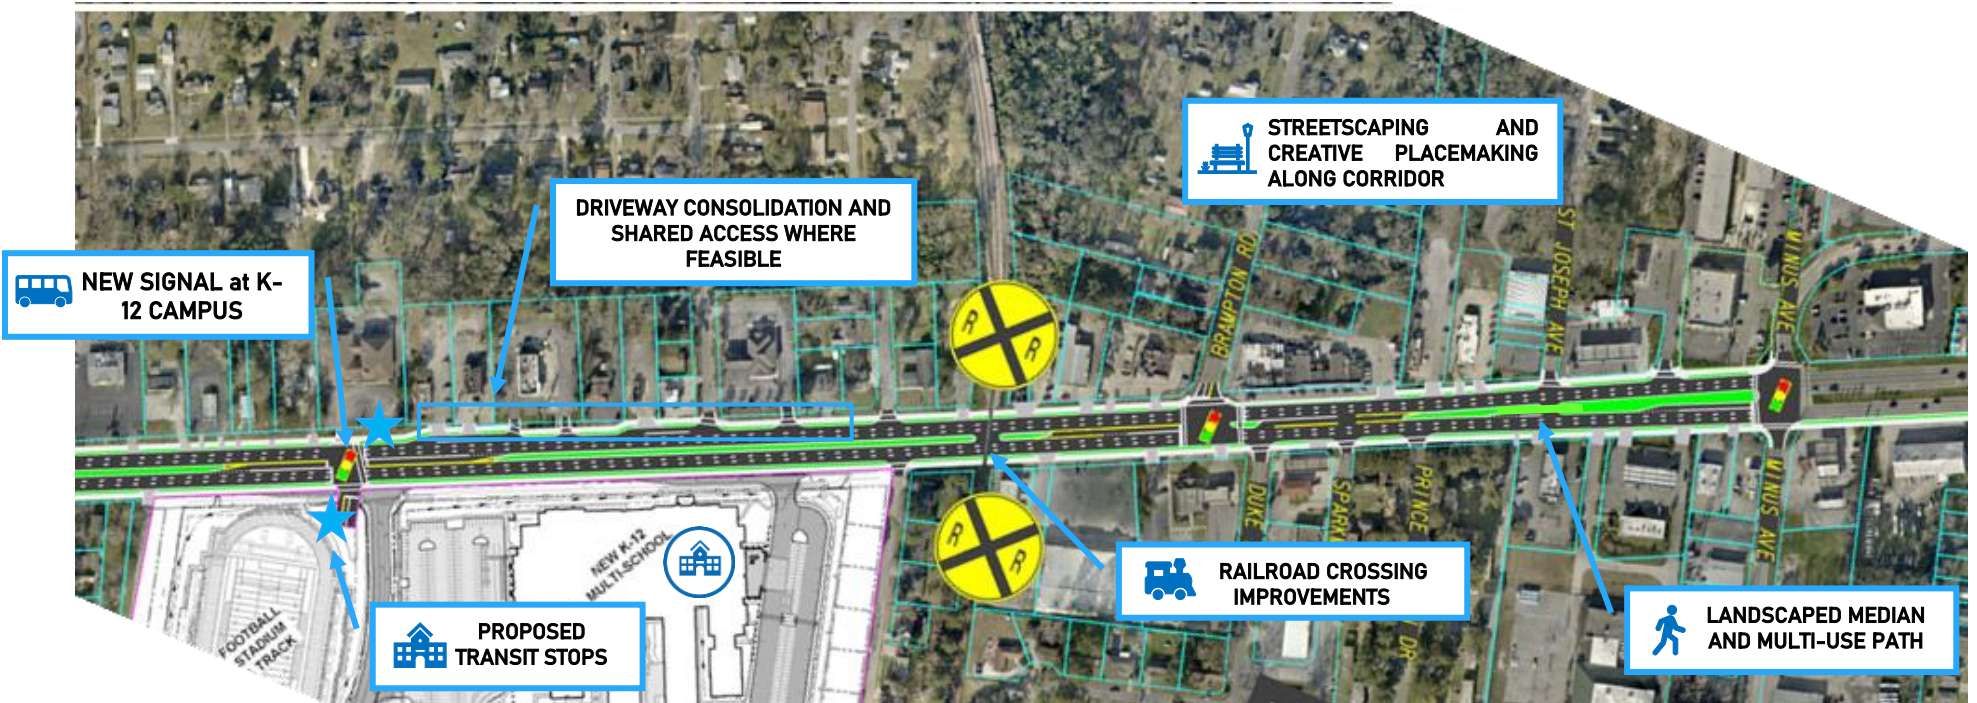 STREETSCAPING AND
CREATIVE PLACEMAKING
ALONG CORRIDOR
DRIVEWAY CONSOLIDATION AND
SHARED ACCESS WHERE
FEASIBLE
NEW SIGNAL at K-
12 CAMPUS
BRAMPTON RD
ST JOSEPH AVE
MINUS AVE
R
R
R
R
DUKE
SPARK
PRINCE
DR
MINUS AVE
NEW K-12
MULTI-SCHOOL
FOOTBALL
STADIUM
TRACK
RAILROAD CROSSING
IMPROVEMENTS
PROPOSED
TRANSIT STOPS
LANDSCAPED MEDIAN
AND MULTI-USE PATH